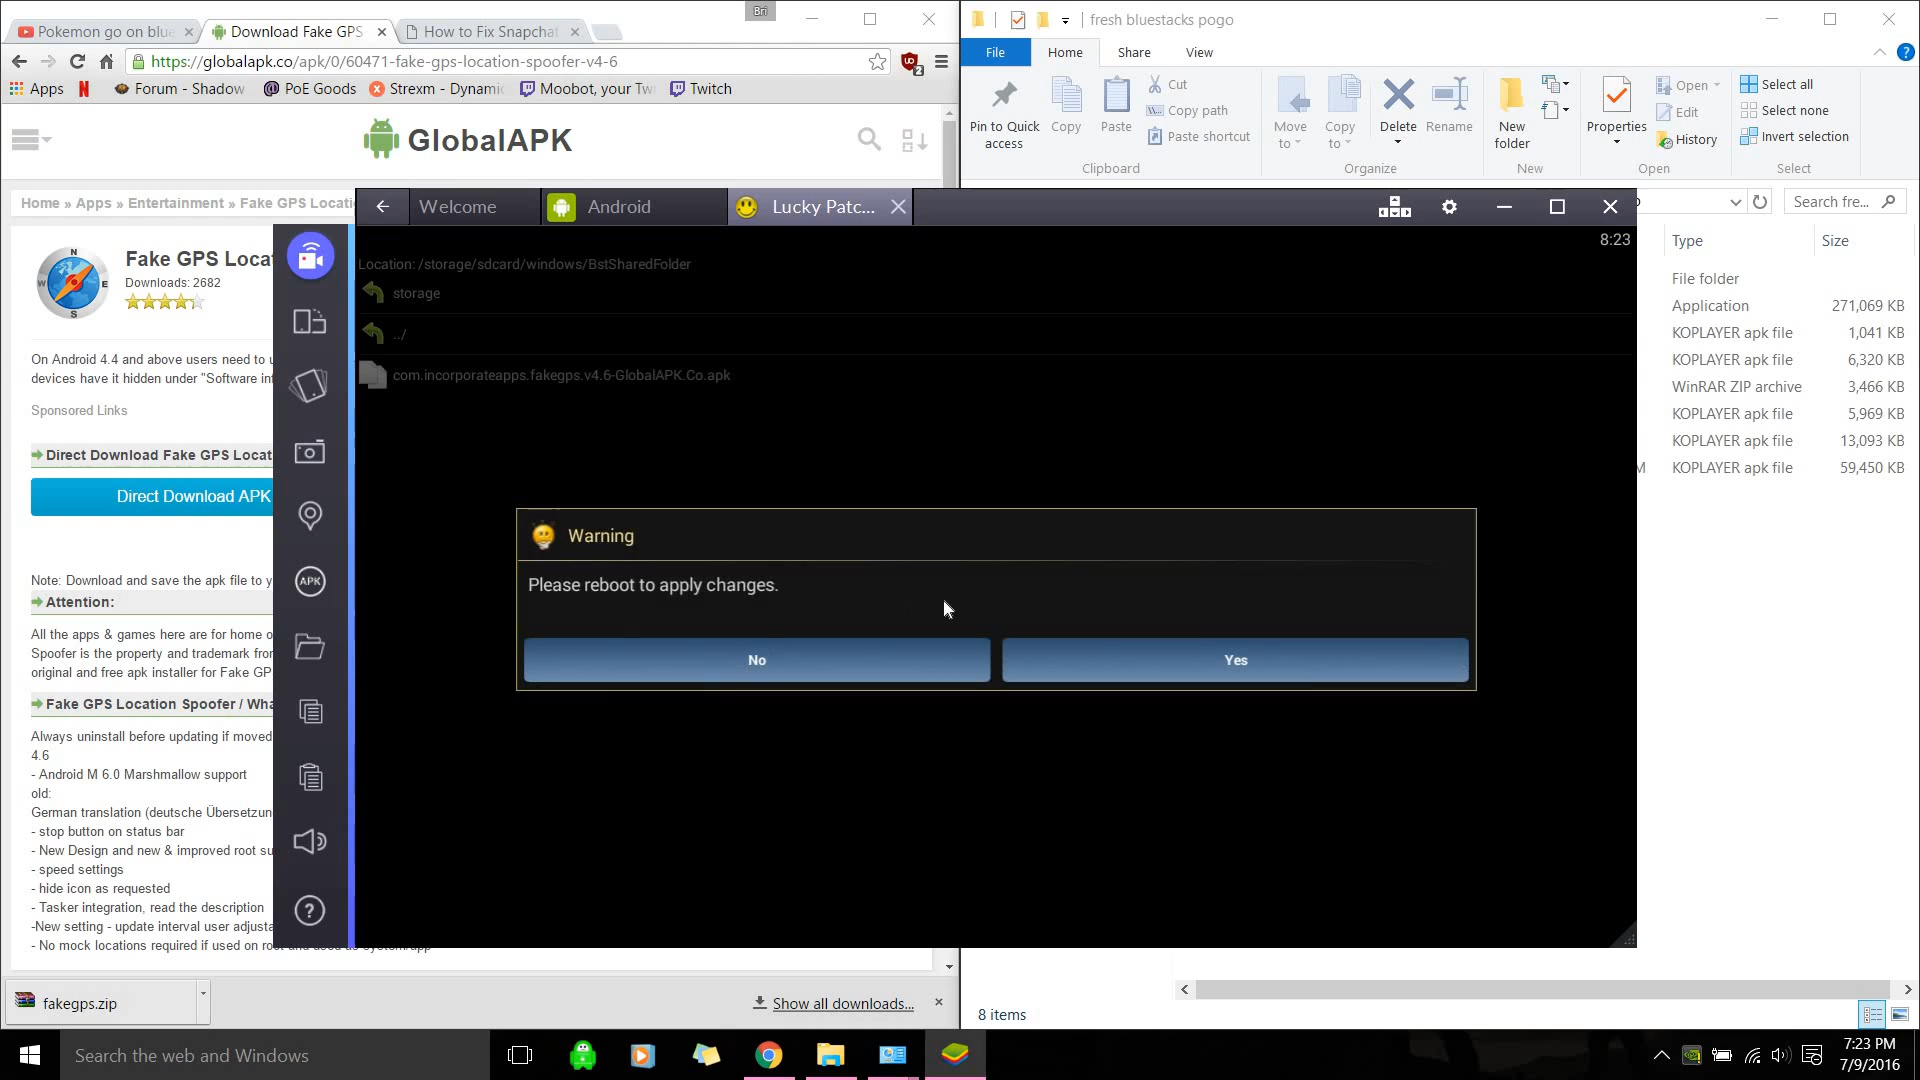 Bri
Pokemon go on blue
Download Fake GPS
How to Fix Snapchat
https://globalapk.co/apk/0/60471-fake-gps-location-spoofer-v4-6
Apps
Forum - Shadow
PoE Goods
Strexm - Dynamic
Moobot, your Tw
Twitch
GlobalAPK
Home » Apps » Entertainment » Fake GPS Locati
Fake GPS Loca
Downloads: 2682
On Android 4.4 and above users need to u
devices have it hidden under "Software in
Sponsored Links
Direct Download Fake GPS Locat
Direct Download APK
Note: Download and save the apk file to y
Attention:
All the apps & games here are for home o
Spoofer is the property and trademark from
original and free apk installer for Fake GP
Fake GPS Location Spoofer / Wha
Always uninstall before updating if moved
4.6
- Android M 6.0 Marshmallow support
old:
German translation (deutsche Übersetzun
- stop button on status bar
- New Design and new & improved root su
- speed settings
- hide icon as requested
- Tasker integration, read the description
-New setting - update interval user adjusta
- No mock locations required if used on root and used as system/app
fakegps.zip
Show all downloads...
fresh bluestacks pogo
File
Home
Share
View
Pin to Quick access
Copy
Paste
Cut
Copy path
Paste shortcut
Clipboard
Move to
Copy to
Delete
Rename
Organize
New folder
New
Properties
Open
Edit
History
Open
Select all
Select none
Invert selection
Select
Search fre...
Type
Size
File folder
Application 271,069 KB
KOPLAYER apk file 1,041 KB
KOPLAYER apk file 6,320 KB
WinRAR ZIP archive 3,466 KB
KOPLAYER apk file 5,969 KB
KOPLAYER apk file 13,093 KB
M KOPLAYER apk file 59,450 KB
8 items
Welcome
Android
Lucky Patc...
8:23
Location: /storage/sdcard/windows/BstSharedFolder
storage
../
com.incorporateapps.fakegps.v4.6-GlobalAPK.Co.apk
APK
Warning
Please reboot to apply changes.
No
Yes
Search the web and Windows
7:23 PM
7/9/2016